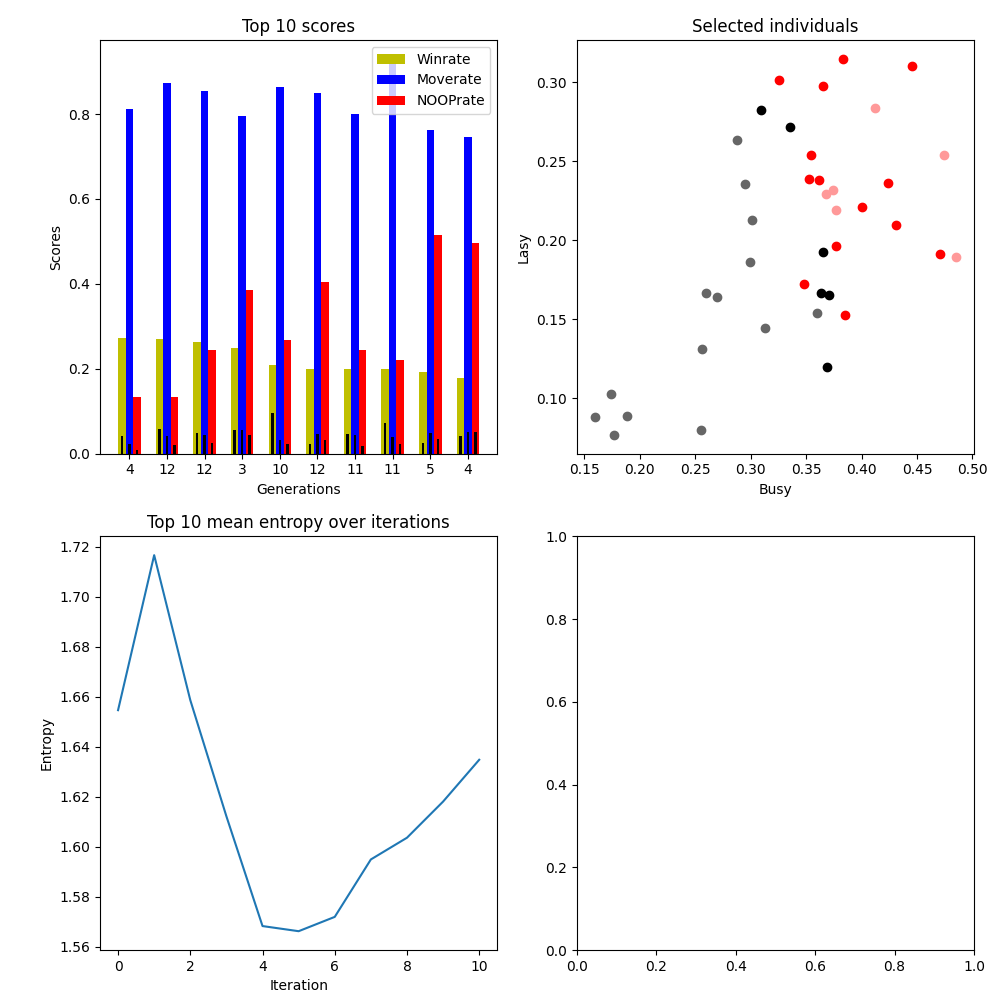 Top 10 scores
Winrate
Moverate
NOOPrate
0.8
0.6
0.4
0.2
0.0
Scores
4 12 12 3 10 12 11 11 5 4
Generations
Selected individuals
0.30
0.25
0.20
0.15
0.10
Lasy
0.15 0.20 0.25 0.30 0.35 0.40 0.45 0.50
Busy
Top 10 mean entropy over iterations
1.72
1.70
1.68
1.66
1.64
1.62
1.60
1.58
1.56
Entropy
0 2 4 6 8 10
Iteration
1.0
0.8
0.6
0.4
0.2
0.0
0.0 0.2 0.4 0.6 0.8 1.0